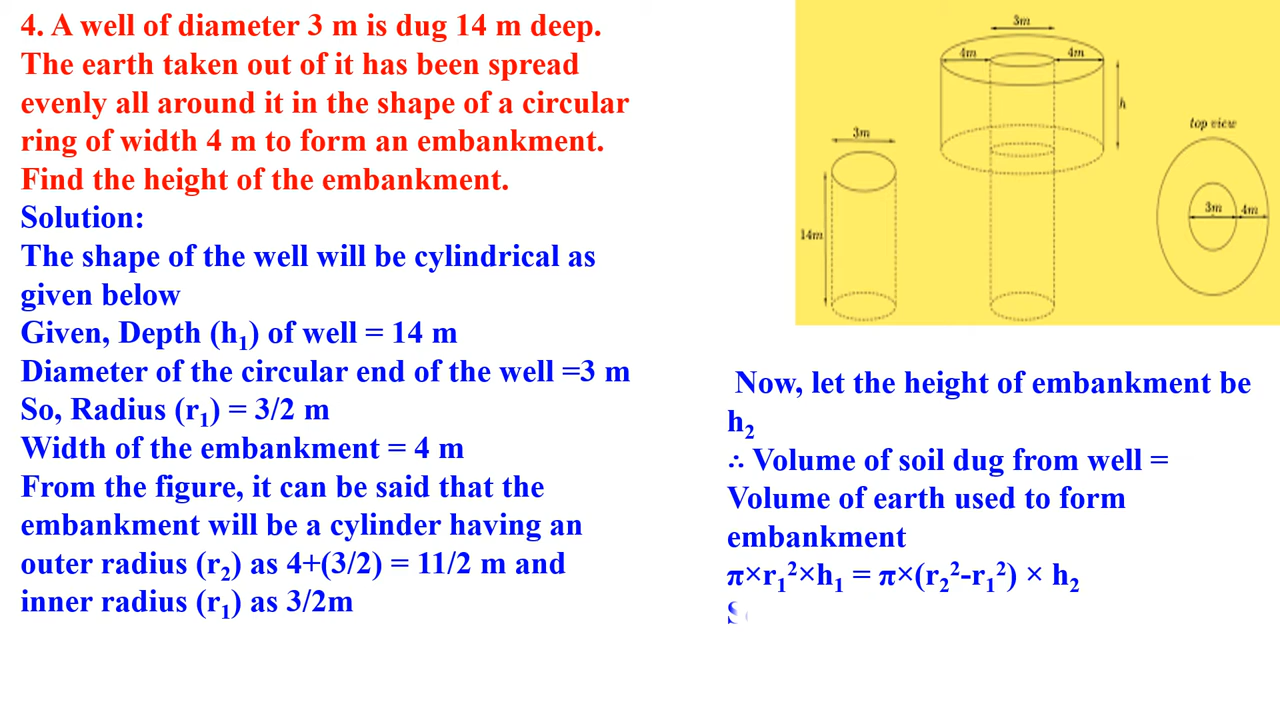 4. A well of diameter 3 m is dug 14 m deep.
The earth taken out of it has been spread
evenly all around it in the shape of a circular
ring of width 4 m to form an embankment.
Find the height of the embankment.
Solution:
The shape of the well will be cylindrical as
given below
Given, Depth (h₁) of well = 14 m
Diameter of the circular end of the well =3 m
So, Radius (r₁) = 3/2 m
Width of the embankment = 4 m
From the figure, it can be said that the
embankment will be a cylinder having an
outer radius (r₂) as 4+(3/2) = 11/2 m and
inner radius (r₁) as 3/2m
3m
4m
4m
h
top view
3m
14m
3m
4m
Now, let the height of embankment be
h₂
∴ Volume of soil dug from well =
Volume of earth used to form
embankment
π×r₁²×h₁ = π×(r₂²-r₁²) × h₂